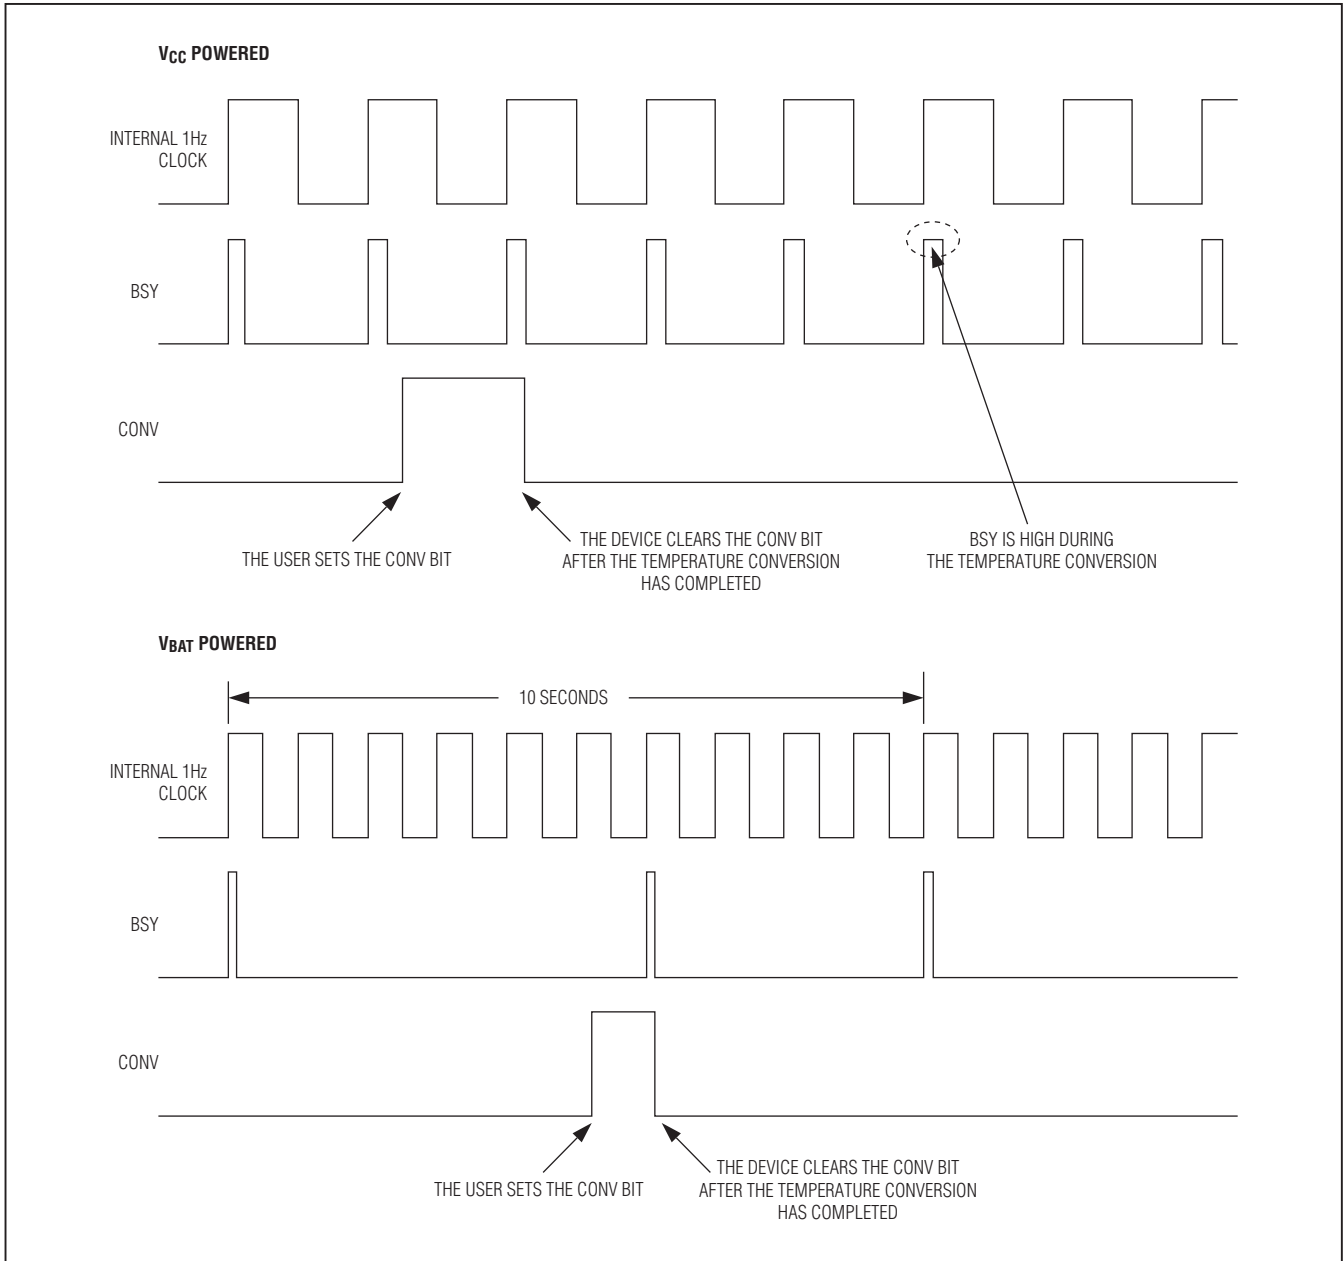 VCC POWERED
INTERNAL 1Hz
CLOCK
BSY
CONV
THE USER SETS THE CONV BIT
THE DEVICE CLEARS THE CONV BIT
AFTER THE TEMPERATURE CONVERSION
HAS COMPLETED
BSY IS HIGH DURING
THE TEMPERATURE CONVERSION
VBAT POWERED
10 SECONDS
INTERNAL 1Hz
CLOCK
BSY
CONV
THE USER SETS THE CONV BIT
THE DEVICE CLEARS THE CONV BIT
AFTER THE TEMPERATURE CONVERSION
HAS COMPLETED